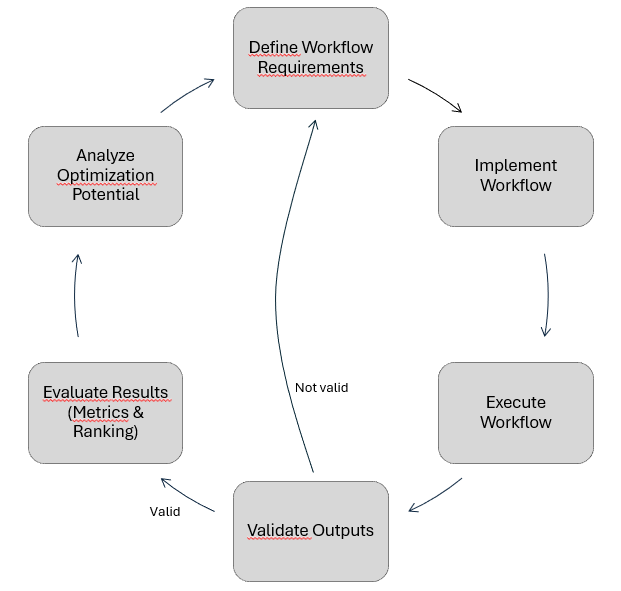 Define Workflow
Requirements
Analyze
Optimization
Potential
Implement
Workflow
Not valid
Evaluate Results
(Metrics &
Ranking)
Execute
Workflow
Valid
Validate Outputs